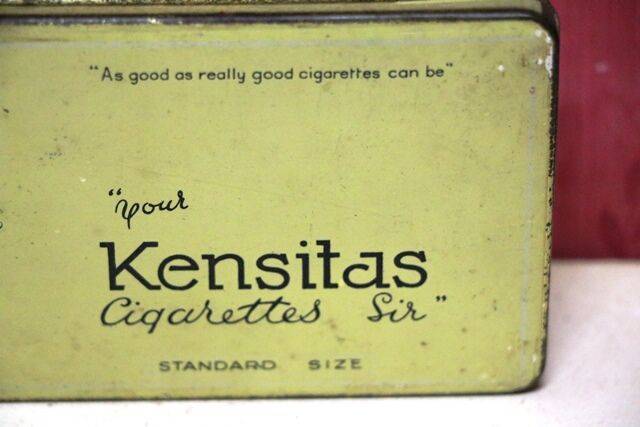 "As good as really good cigarettes can be"
"your
Kensitas
Cigarettes Sir"
STANDARD SIZE